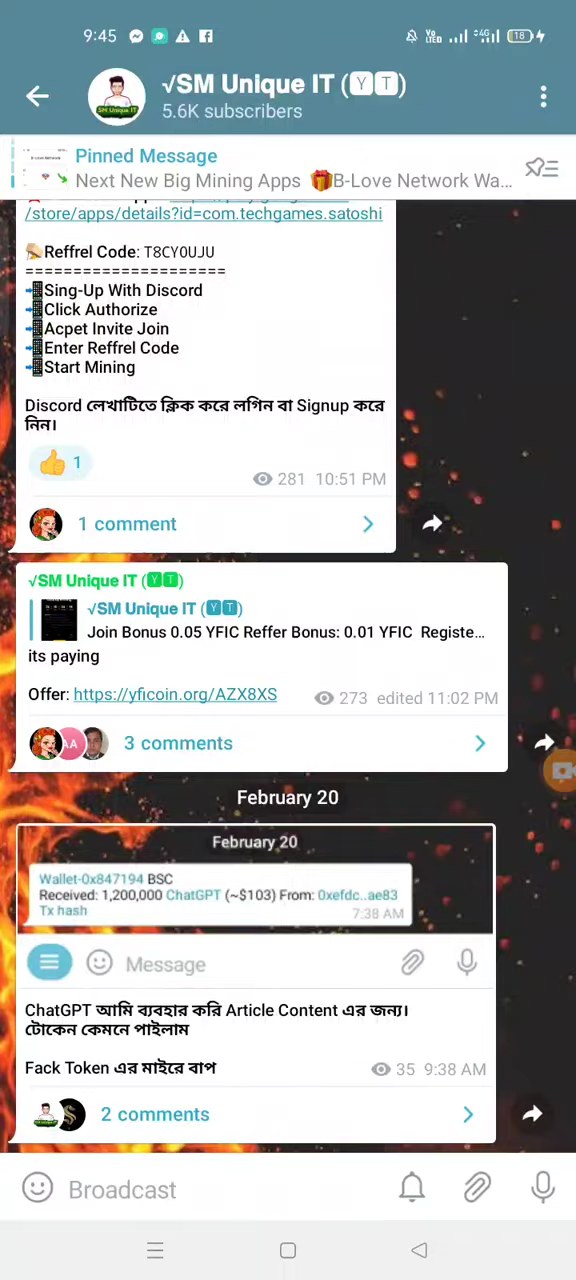 9:45
Vo LTED 4G 18
√SM Unique IT (🆈🆃)
5.6K subscribers
Pinned Message
Next New Big Mining Apps 🎁B-Love Network Wa...
/store/apps/details?id=com.techgames.satoshi
Reffrel Code: T8CY0UJU
=====================
📲Sing-Up With Discord
📲Click Authorize
📲Acpet Invite Join
📲Enter Reffrel Code
📲Start Mining
Discord লেখাটিতে ক্লিক করে লগিন বা Signup করে
নিন।
👍 1
281 10:51 PM
1 comment
√SM Unique IT (🆈🆃)
√SM Unique IT (🆈🆃)
Join Bonus 0.05 YFIC Reffer Bonus: 0.01 YFIC Registe...
its paying
Offer: https://yficoin.org/AZX8XS 273 edited 11:02 PM
AA 3 comments
February 20
February 20
Wallet-0x847194 BSC
Received: 1,200,000 ChatGPT (~$103) From: 0xefdc..ae83
Tx hash 7:38 AM
Message
ChatGPT আমি ব্যবহার করি Article Content এর জন্য।
টোকেন কেমনে পাইলাম
Fack Token এর মাইরে বাপ 35 9:38 AM
2 comments
Broadcast